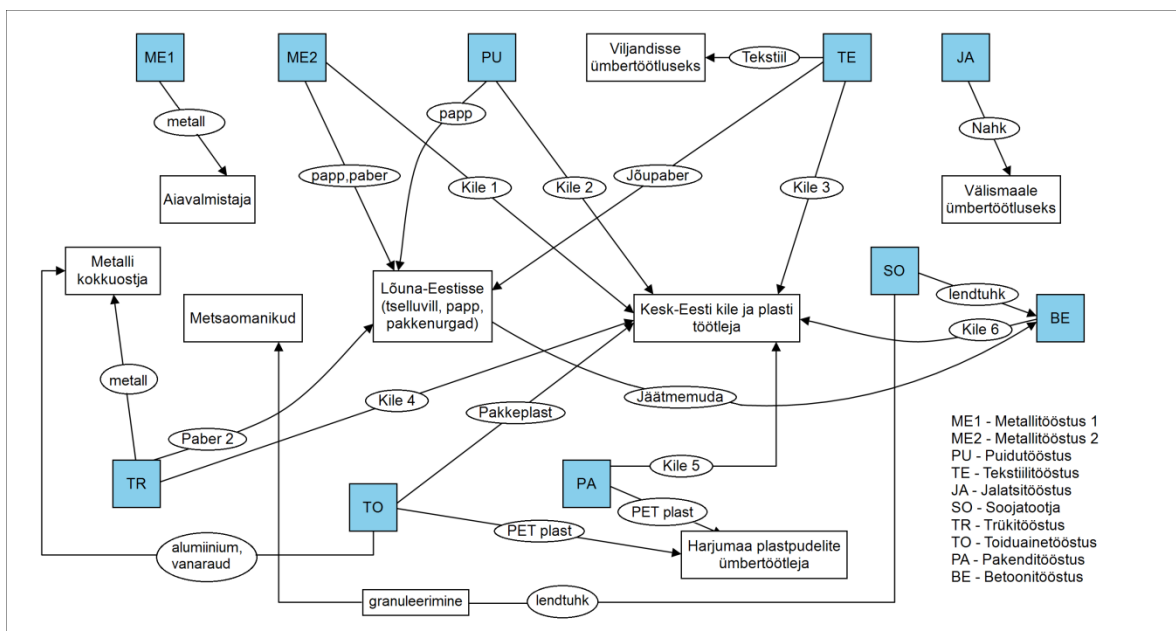 ME1
ME2
PU
Viljandisse
ümbertöötluseks
Tekstiil
TE
JA
metall
papp
Nahk
papp,paber
Kile 1
Kile 2
Jõupaber
Kile 3
Aiavalmistaja
Välismaale
ümbertöötluseks
Metalli
kokkuostja
Metsaomanikud
Lõuna-Eestisse
(tselluvill, papp,
pakkenurgad)
Kesk-Eesti kile ja plasti
töötleja
SO
lendtuhk
Kile 6
BE
metall
Kile 4
Jäätmemuda
Paber 2
Pakkeplast
TR
TO
PA
Kile 5
PET plast
PET plast
alumiinium,
vanaraud
Harjumaa plastpudelite
ümbertöötleja
granuleerimine
lendtuhk
ME1 - Metallitööstus 1
ME2 - Metallitööstus 2
PU - Puidutööstus
TE - Tekstiilitööstus
JA - Jalatsitööstus
SO - Soojatootja
TR - Trükitööstus
TO - Toiduainetööstus
PA - Pakenditööstus
BE - Betoonitööstus